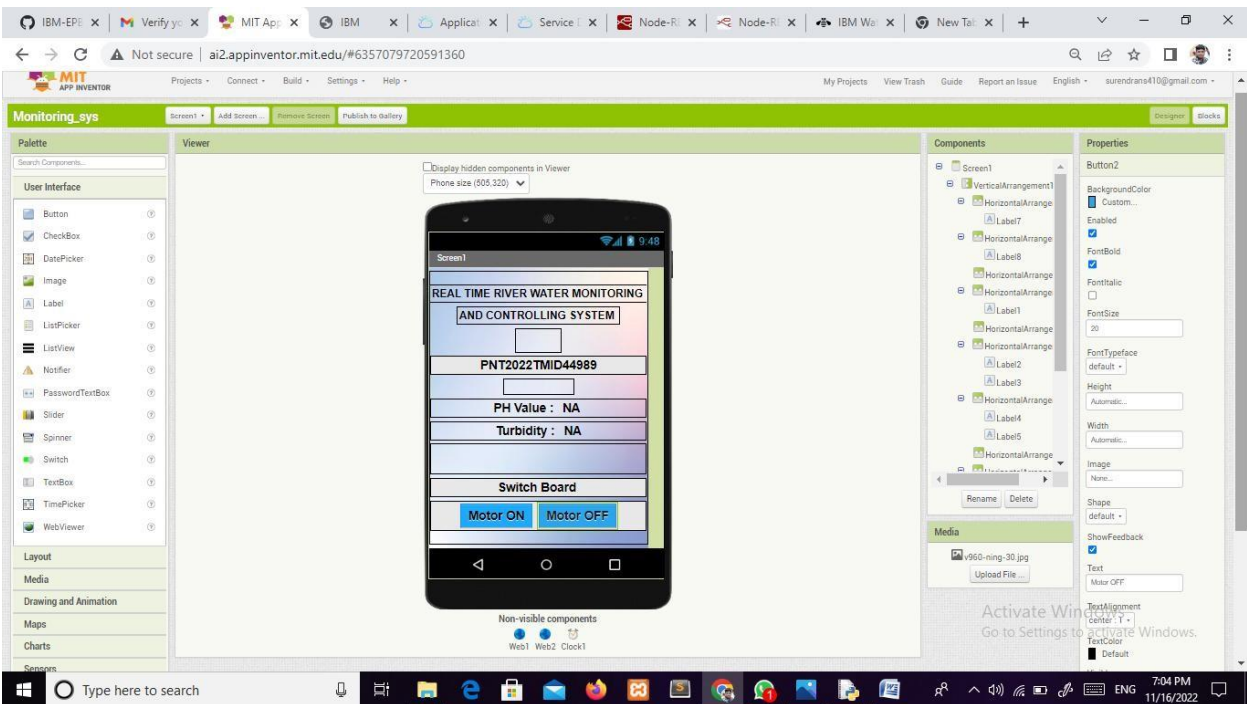 IBM-EPE
Verify yo
MIT App
IBM
Applicat
Service I
Node-RE
Node-RE
IBM Wat
New Tab
Not secure | ai2.appinventor.mit.edu/#6357079720591360
MIT
APP INVENTOR
Projects Connect Build Settings Help
My Projects View Trash Guide Report an Issue English surendrans410@gmail.com
Monitoring_sys
Screen1 Add Screen ... Remove Screen Publish to Gallery
Designer Blocks
Palette
Search Components...
User Interface
Button
CheckBox
DatePicker
Image
Label
ListPicker
ListView
Notifier
PasswordTextBox
Slider
Spinner
Switch
TextBox
TimePicker
WebViewer
Layout
Media
Drawing and Animation
Maps
Charts
Sensors
Viewer
Display hidden components in Viewer
Phone size (505,320)
9:48
Screen1
REAL TIME RIVER WATER MONITORING
AND CONTROLLING SYSTEM
PNT2022TMID44989
PH Value : NA
Turbidity : NA
Switch Board
Motor ON Motor OFF
Non-visible components
Web1 Web2 Clock1
Components
Screen1
VerticalArrangement1
HorizontalArrange
Label7
HorizontalArrange
Label8
HorizontalArrange
HorizontalArrange
Label1
HorizontalArrange
HorizontalArrange
Label2
Label3
HorizontalArrange
Label4
Label5
HorizontalArrange
Rename Delete
Media
v960-ning-30.jpg
Upload File ...
Properties
Button2
BackgroundColor
Custom...
Enabled
FontBold
FontItalic
FontSize
20
FontTypeface
default
Height
Automatic...
Width
Automatic...
Image
None...
Shape
default
ShowFeedback
Text
Motor OFF
TextAlignment
center : 1
TextColor
Default
Activate Windows
Go to Settings to activate Windows.
Type here to search
ENG
7:04 PM
11/16/2022